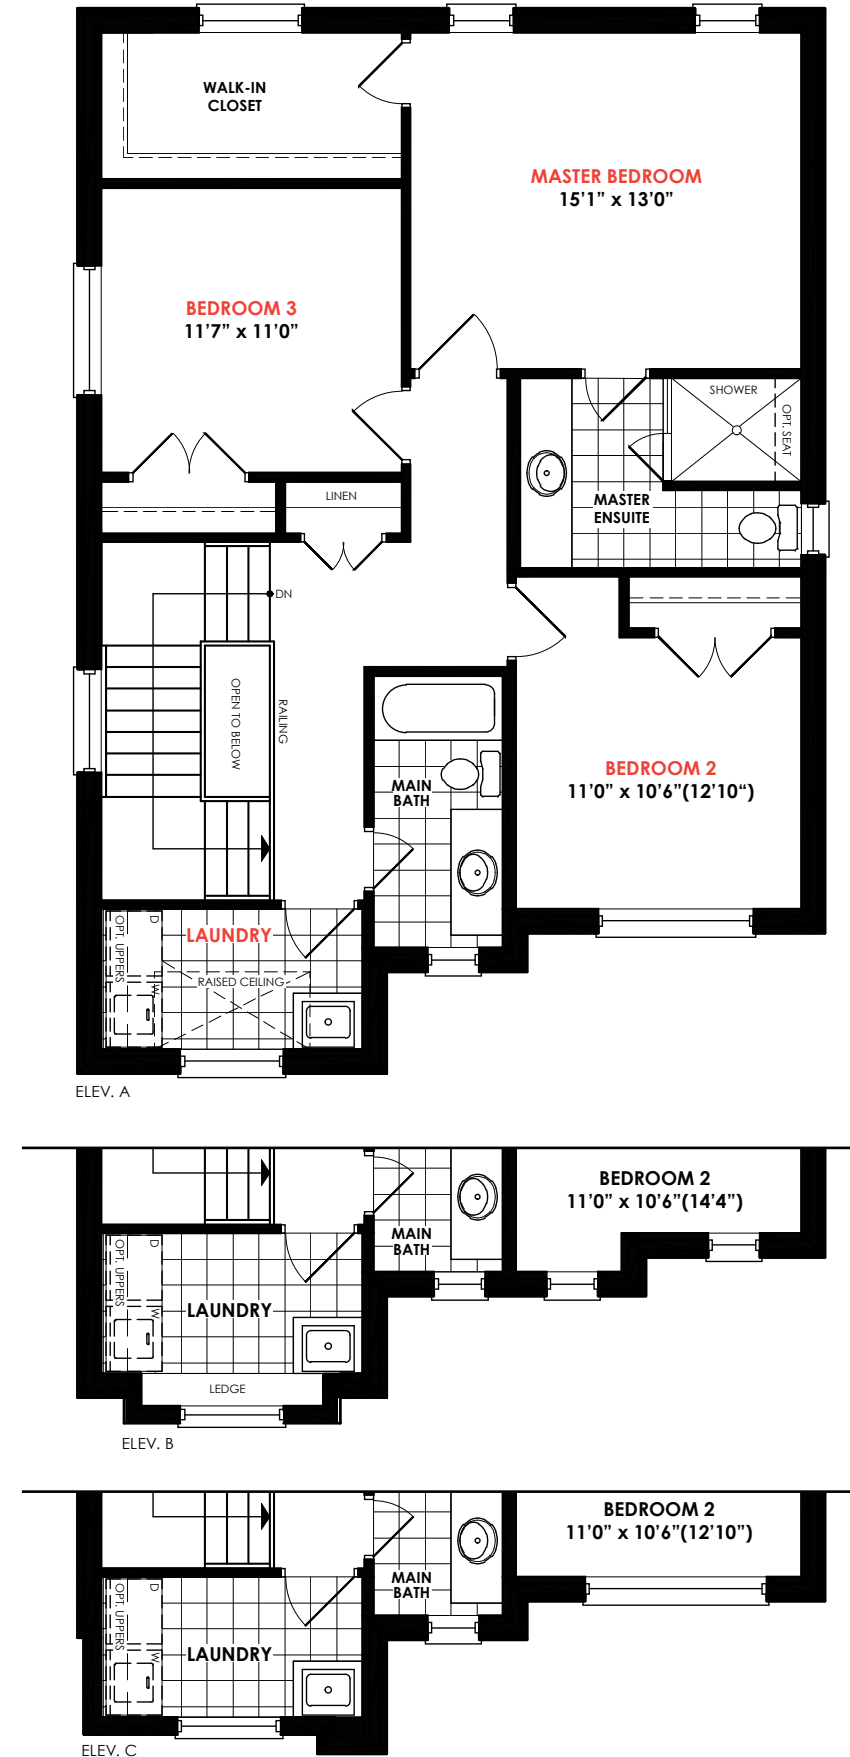 WALK-IN
CLOSET
MASTER BEDROOM
15’1” x 13’0”
BEDROOM 3
11’7” x 11’0”
SHOWER
OPT. SEAT
LINEN
MASTER
ENSUITE
DN
OPEN TO BELOW
RAILING
MAIN
BATH
BEDROOM 2
11’0” x 10’6”(12’10“)
LAUNDRY
D
OPT. UPPERS
W
RAISED CEILING
ELEV. A
BEDROOM 2
11’0” x 10’6”(14’4”)
MAIN
BATH
D
OPT. UPPERS
W
LAUNDRY
LEDGE
ELEV. B
BEDROOM 2
11’0” x 10’6”(12’10”)
MAIN
BATH
D
OPT. UPPERS
W
LAUNDRY
ELEV. C